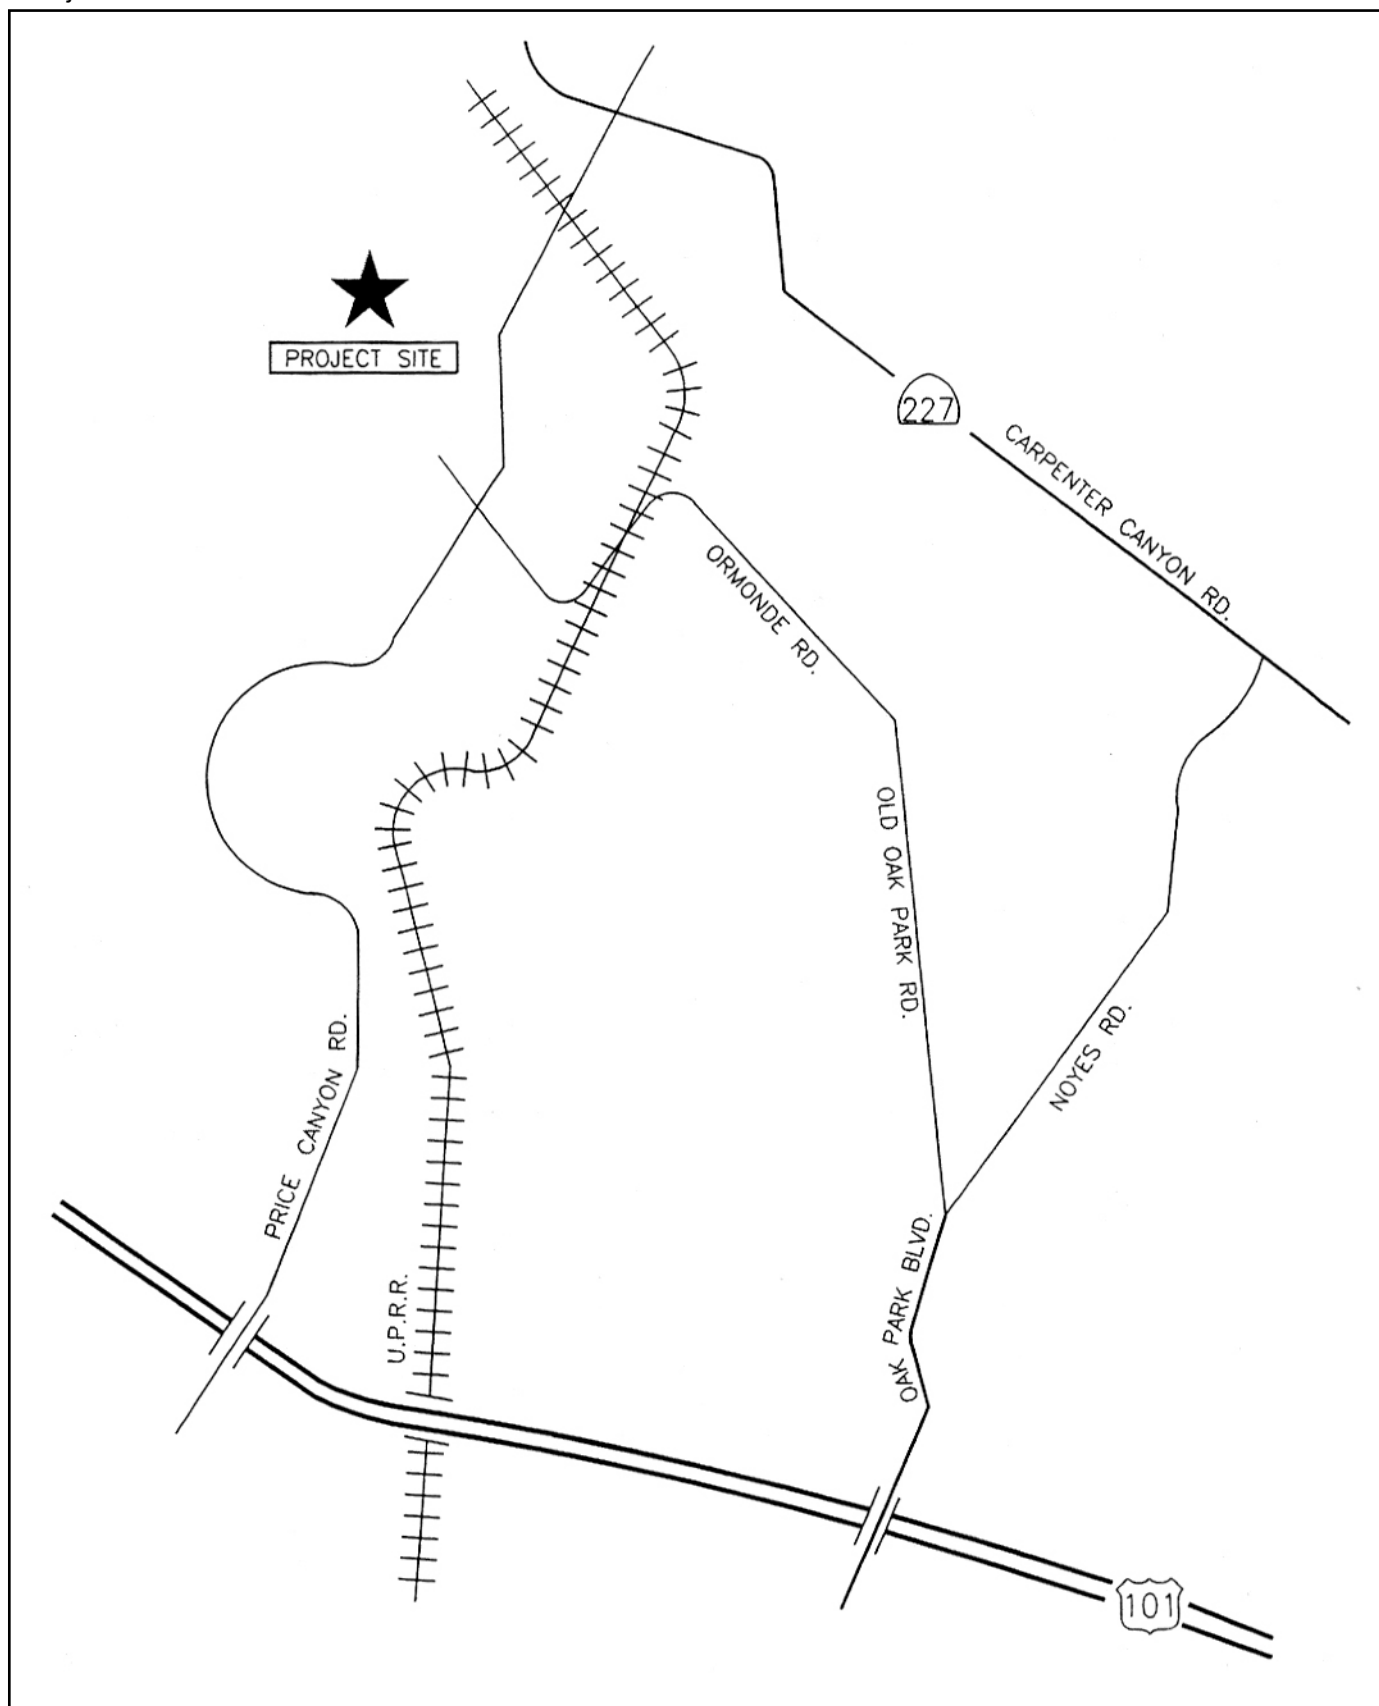 PROJECT SITE
227
CARPENTER CANYON RD.
ORMONDE RD.
OLD OAK PARK RD.
NOYES RD.
PRICE CANYON RD.
U.P.R.R.
OAK PARK BLVD.
101